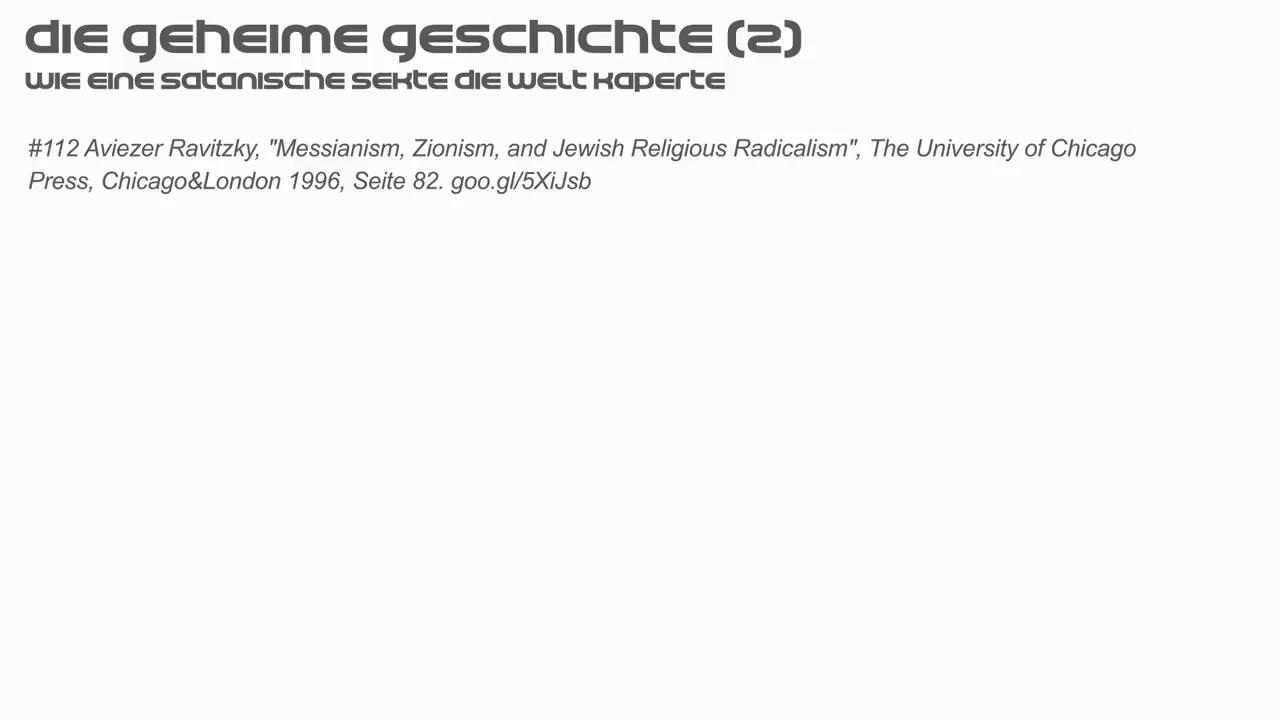 DIE GEHEIME GESCHICHTE (2)
WIE EINE SATANISCHE SEKTE DIE WELT KAPERTE
#112 Aviezer Ravitzky, "Messianism, Zionism, and Jewish Religious Radicalism", The University of Chicago
Press, Chicago&London 1996, Seite 82. goo.gl/5XiJsb